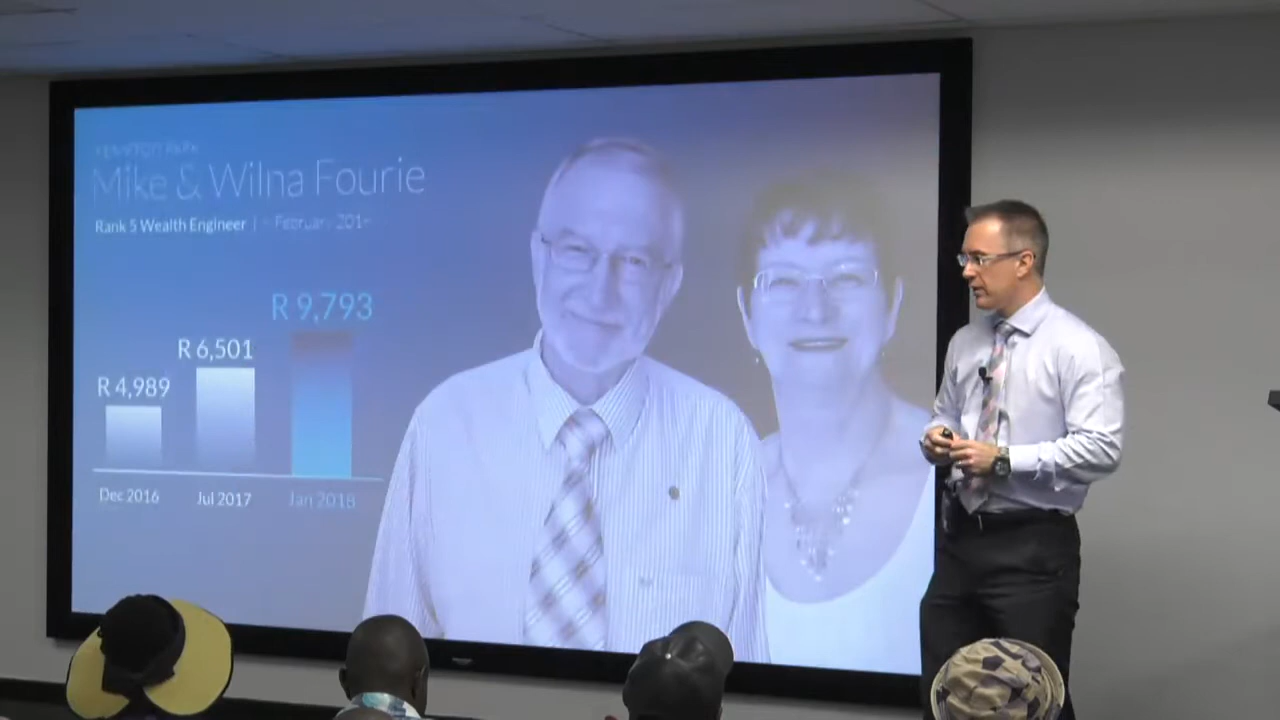 Mike & Wilna Fourie
Rank 5 Wealth Engineer | February
R 9,793
R 6,501
R 4,989
Dec 2016
Jul 2017
Jan 2018